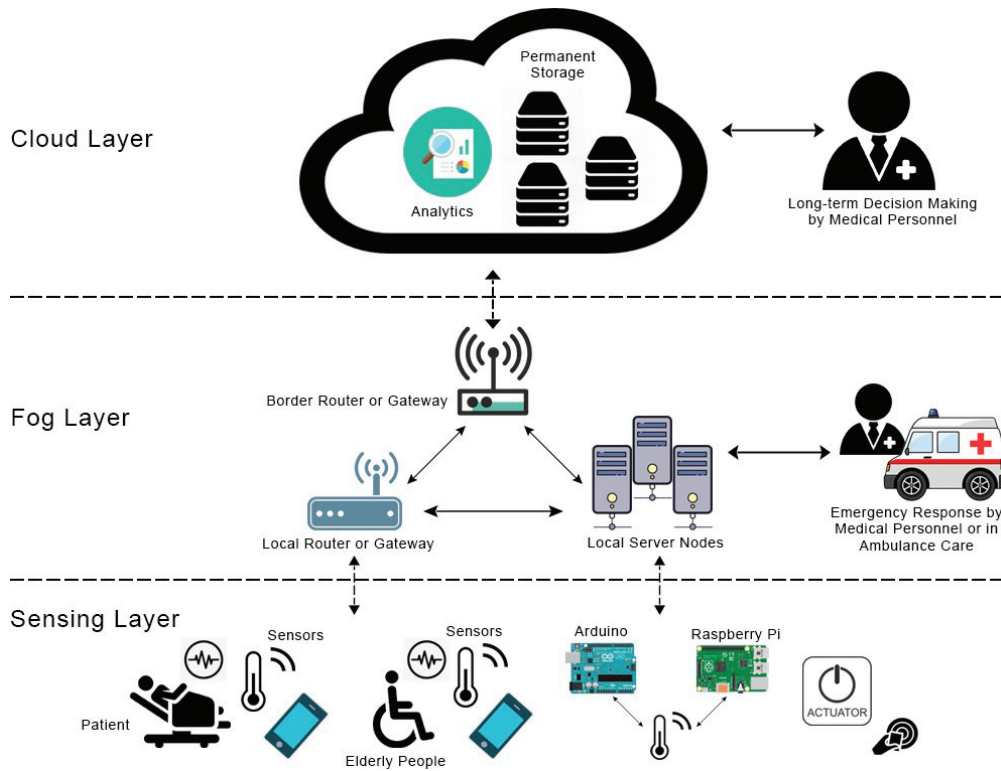 Cloud Layer
Permanent
Storage
Analytics
Long-term Decision Making
by Medical Personnel
Fog Layer
Border Router or Gateway
Local Router or Gateway
Local Server Nodes
Emergency Response by
Medical Personnel or in
Ambulance Care
Sensing Layer
Sensors
Patient
Sensors
Elderly People
Arduino
Raspberry Pi
ACTUATOR